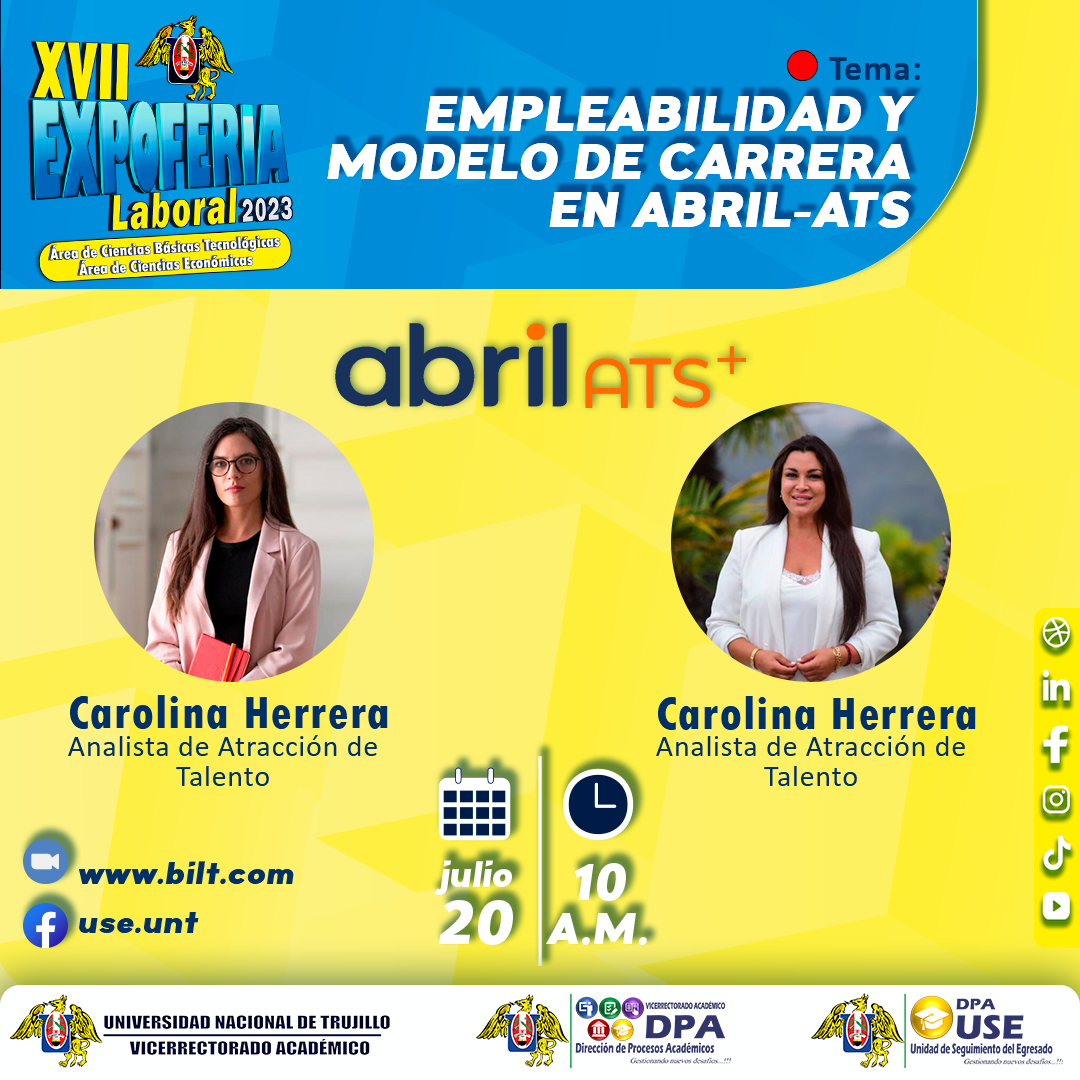 XVII
EXPOFERIA
Laboral 2023
Área de Ciencias Básicas Tecnológicas
Área de Ciencias Económicas
Tema:
EMPLEABILIDAD Y
MODELO DE CARRERA
EN ABRIL-ATS
abril ATS+
Carolina Herrera
Analista de Atracción de
Talento
Carolina Herrera
Analista de Atracción de
Talento
www.bilt.com
use.unt
julio
20
10
A.M.
in
UNIVERSIDAD NACIONAL DE TRUJILLO
VICERRECTORADO ACADÉMICO
VICERRECTORADO ACADÉMICO
DPA
Dirección de Procesos Académicos
Gestionando nuevos desafíos...!!!
DPA
USE
Unidad de Seguimiento del Egresado
Gestionando nuevos desafíos...!!!